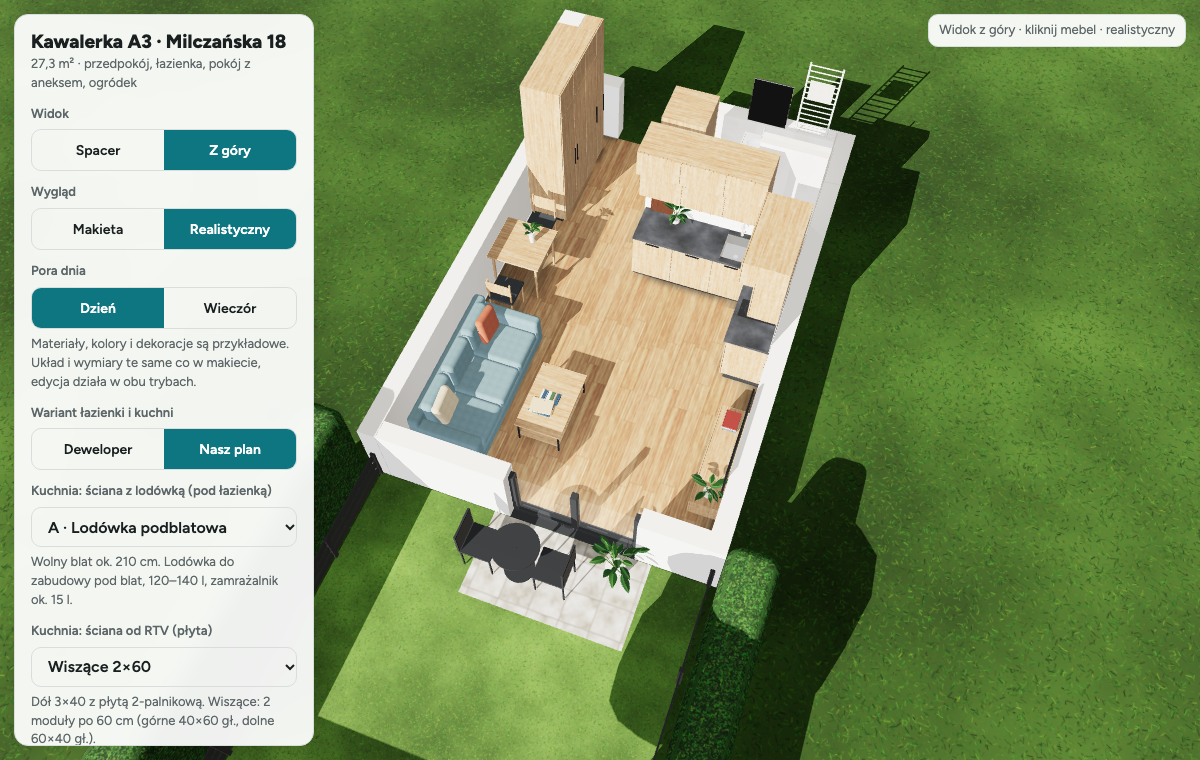 Kawalerka A3 · Milczańska 18
27,3 m² · przedpokój, łazienka, pokój z
aneksem, ogródek
Widok
Spacer
Z góry
Wygląd
Makieta
Realistyczny
Pora dnia
Dzień
Wieczór
Materiały, kolory i dekoracje są przykładowe.
Układ i wymiary te same co w makiecie,
edycja działa w obu trybach.
Wariant łazienki i kuchni
Deweloper
Nasz plan
Kuchnia: ściana z lodówką (pod łazienką)
A · Lodówka podblatowa
Wolny blat ok. 210 cm. Lodówka do
zabudowy pod blat, 120–140 l, zamrażalnik
ok. 15 l.
Kuchnia: ściana od RTV (płyta)
Wiszące 2×60
Dół 3×40 z płytą 2-palnikową. Wiszące: 2
moduły po 60 cm (górne 40×60 gł., dolne
60×40 gł.).
Widok z góry · kliknij mebel · realistyczny